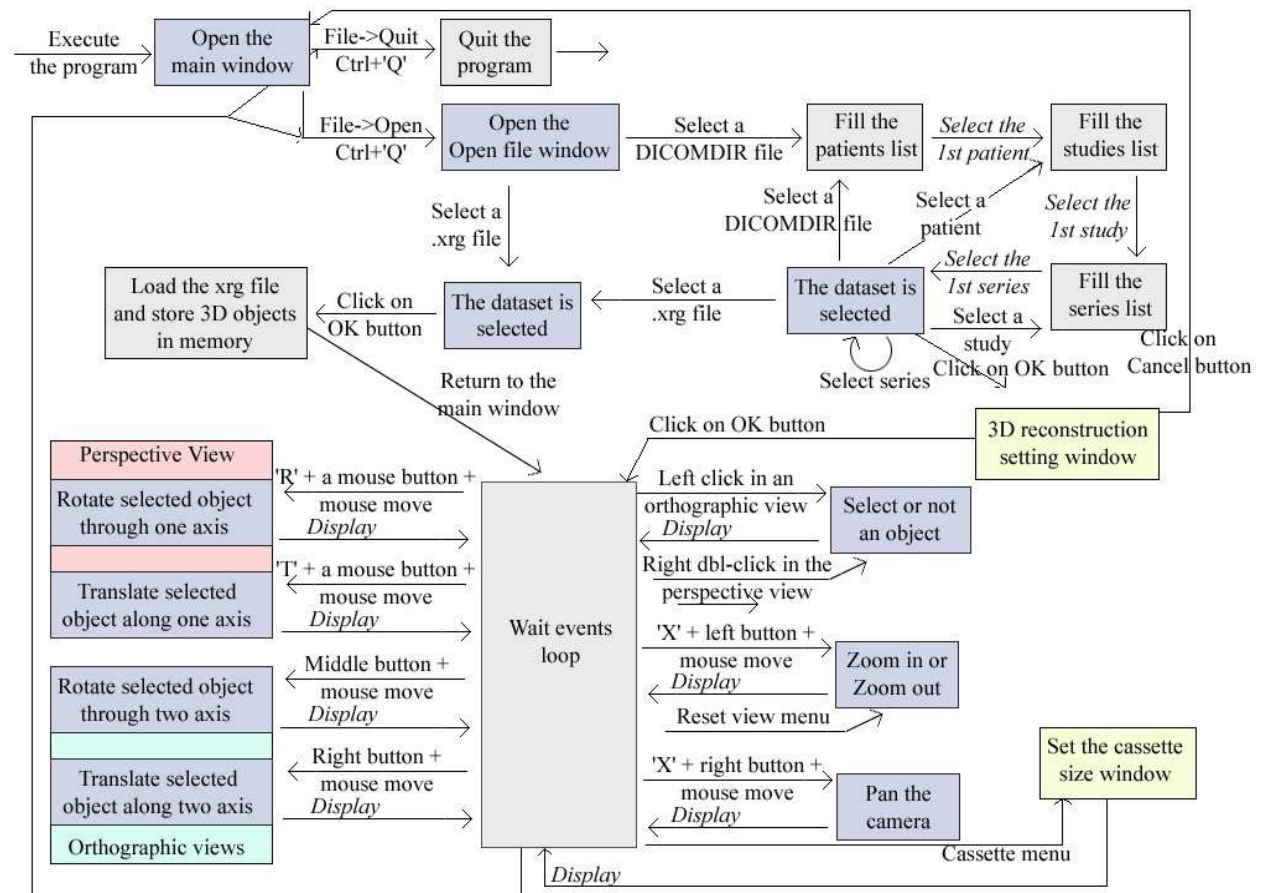 Execute
the program
Open the
main window
File->Quit
Ctrl+'Q'
Quit the
program
File->Open
Ctrl+'Q'
Open the
Open file window
Select a
DICOMDIR file
Fill the
patients list
Select the
1st patient
Fill the
studies list
Select a
.xrg file
Select a
DICOMDIR file
Select a
patient
Select the
1st study
Load the xrg file
and store 3D objects
in memory
Click on
OK button
The dataset is
selected
Select a
.xrg file
The dataset is
selected
Select the
1st series
Fill the
series list
Select a
study
Select series
Click on OK button
Click on
Cancel button
Return to the
main window
Click on OK button
3D reconstruction
setting window
Perspective View
Rotate selected object
through one axis
'R' + a mouse button +
mouse move
Display
Translate selected
object along one axis
'T' + a mouse button +
mouse move
Display
Rotate selected object
through two axis
Middle button +
mouse move
Display
Translate selected
object along two axis
Right button +
mouse move
Display
Orthographic views
Wait events
loop
Left click in an
orthographic view
Display
Select or not
an object
Right dbl-click in the
perspective view
'X' + left button +
mouse move
Display
Zoom in or
Zoom out
Reset view menu
'X' + right button +
mouse move
Display
Pan the
camera
Set the cassette
size window
Cassette menu
Display